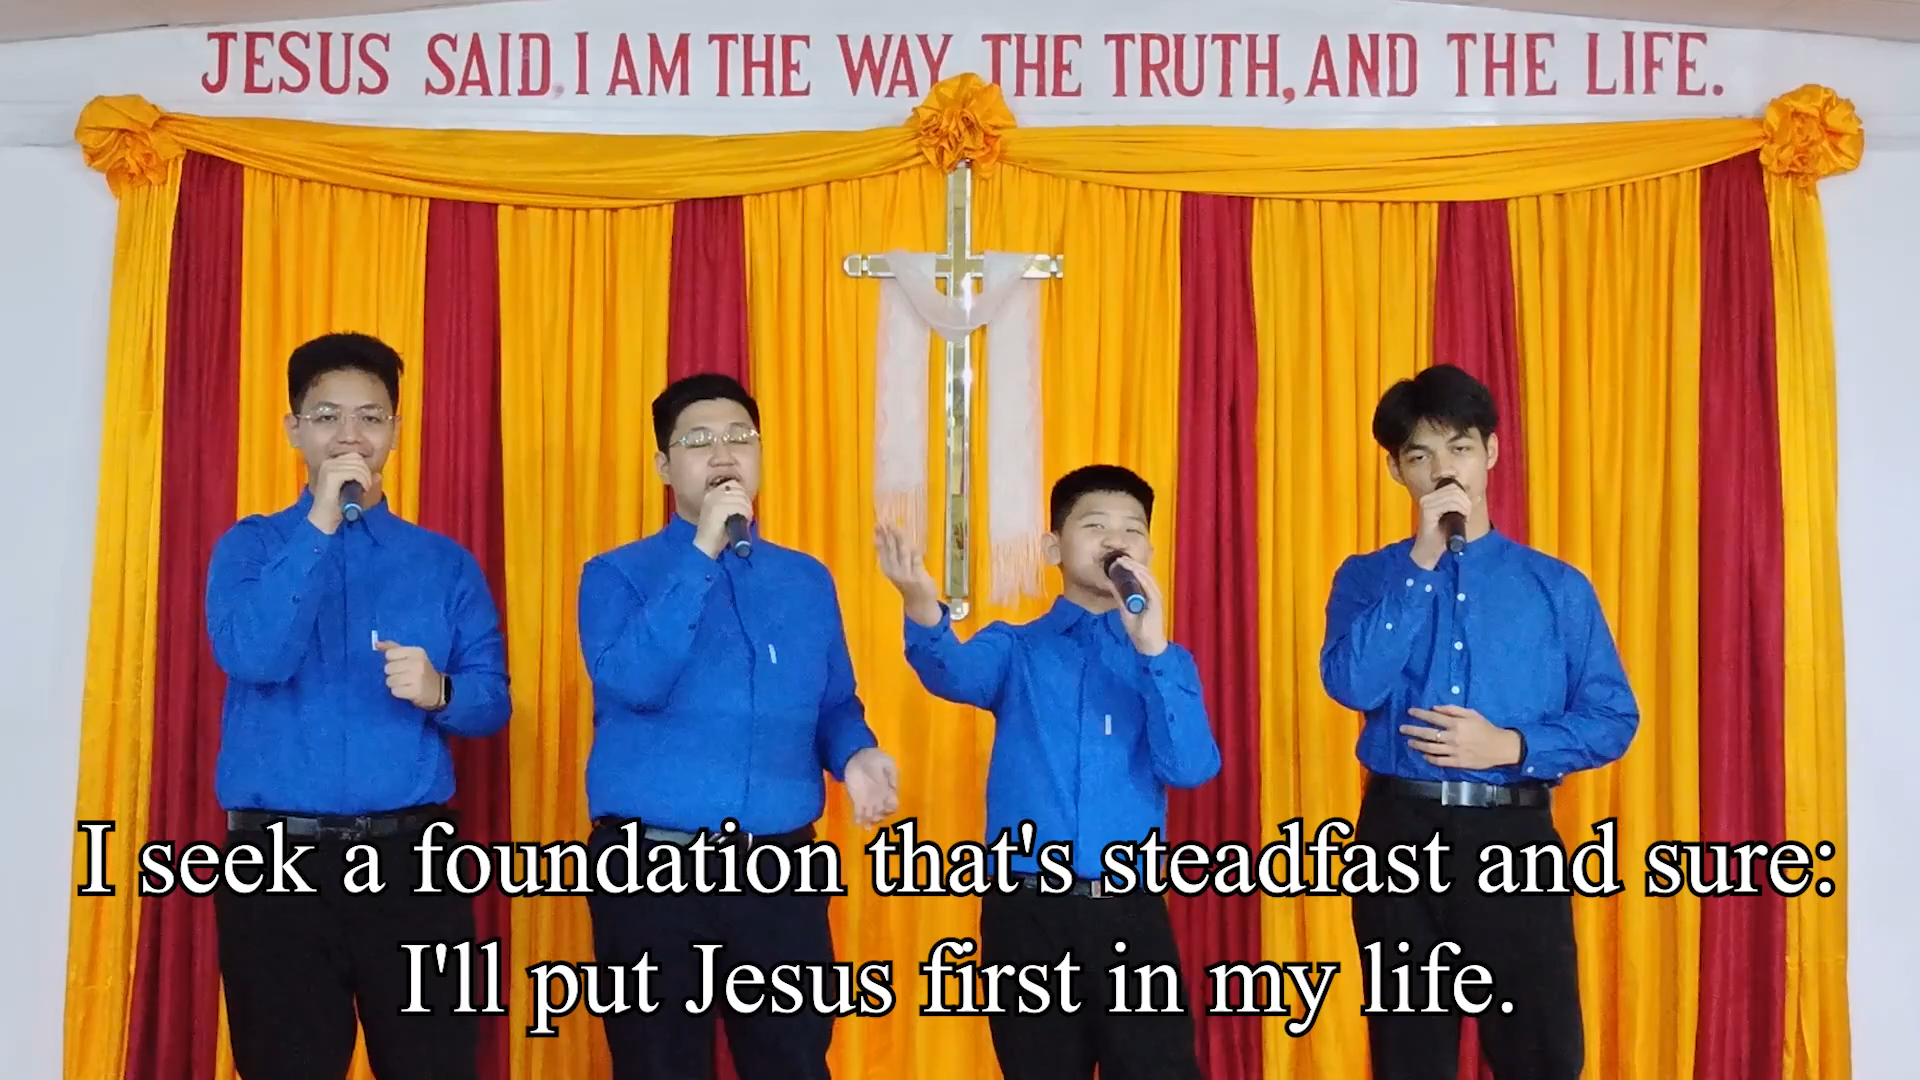 JESUS SAID, I AM THE WAY, THE TRUTH, AND THE LIFE.
I seek a foundation that's steadfast and sure:
I'll put Jesus first in my life.